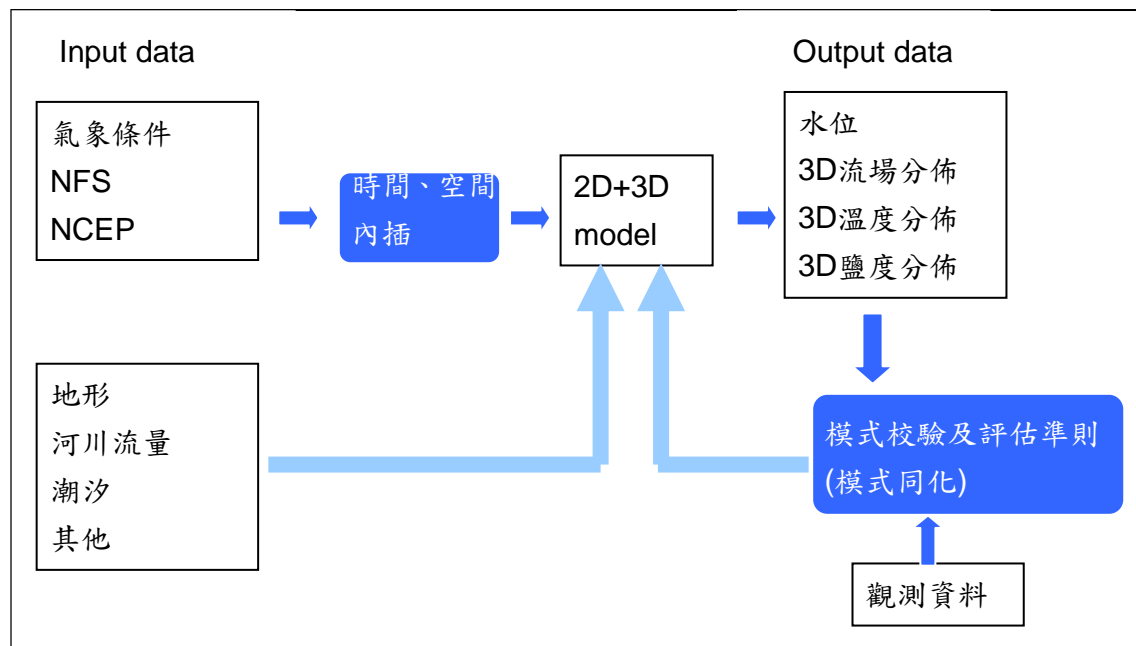 Input data
氣象條件
NFS
NCEP
時間、空間
內插
2D+3D
model
Output data
水位
3D流場分佈
3D溫度分佈
3D鹽度分佈
地形
河川流量
潮汐
其他
模式校驗及評估準則
(模式同化)
觀測資料